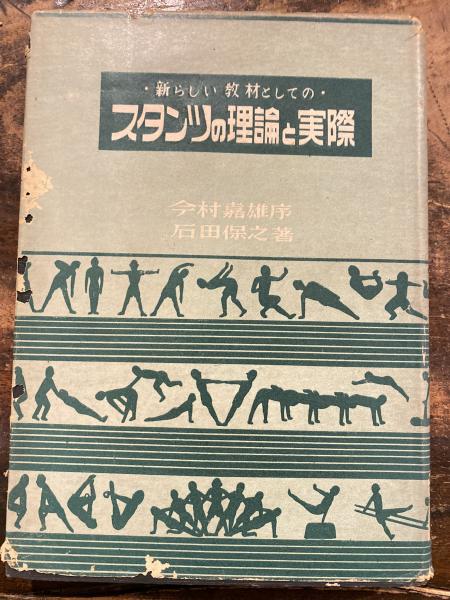 ・新らしい教材としての・
スタンツの理論と実際
今村嘉雄序
石田保之著